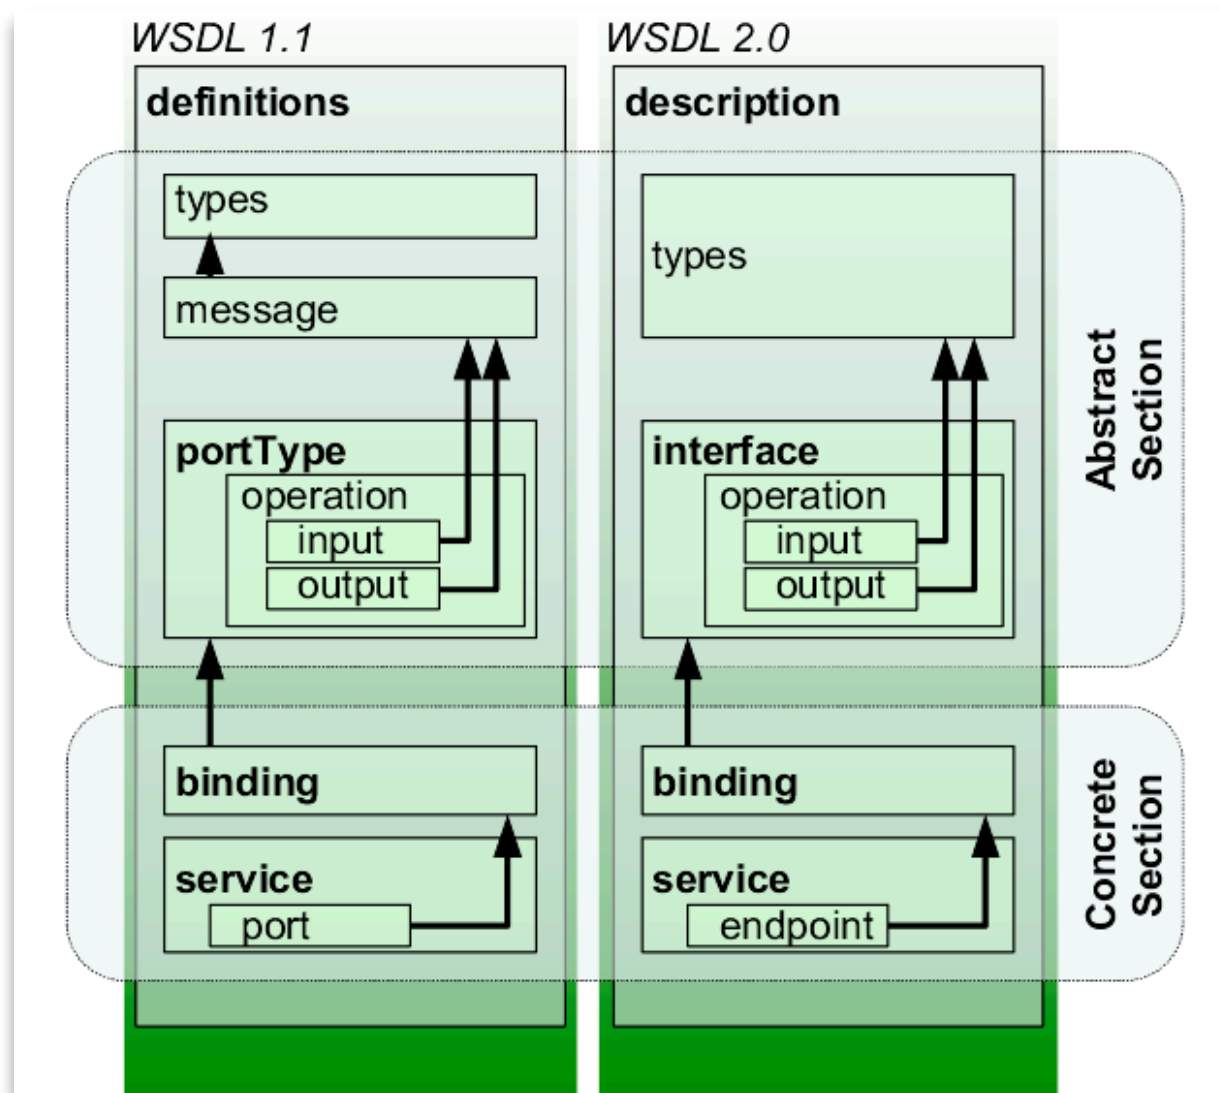 WSDL 1.1
definitions
types
message
portType
operation
input
output
binding
service
port
WSDL 2.0
description
types
interface
operation
input
output
binding
service
endpoint
Abstract
Section
Concrete
Section